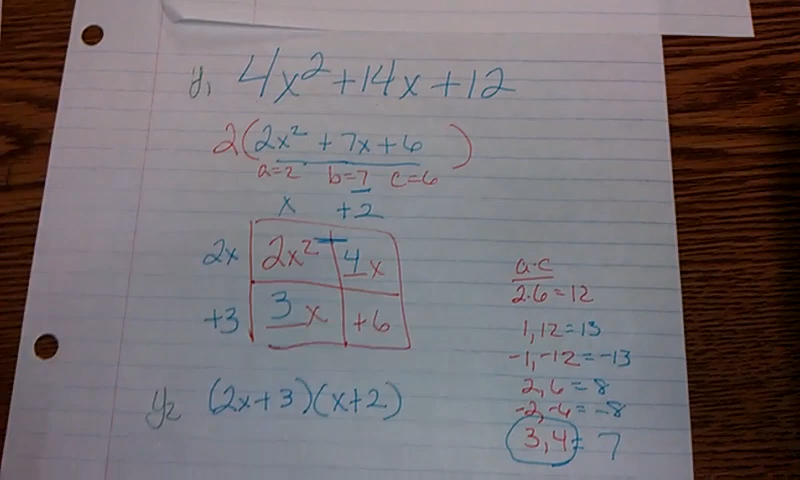 y₁ 4x² + 14x + 12
2(2x² + 7x + 6)
a=2 b=7 c=6
x +2
2x 2x² 4x
+3 3x +6
y₂ (2x+3)(x+2)
a·c
2·6=12
1,12=13
-1,-12=-13
2,6=8
-2,-6=-8
3,4=7